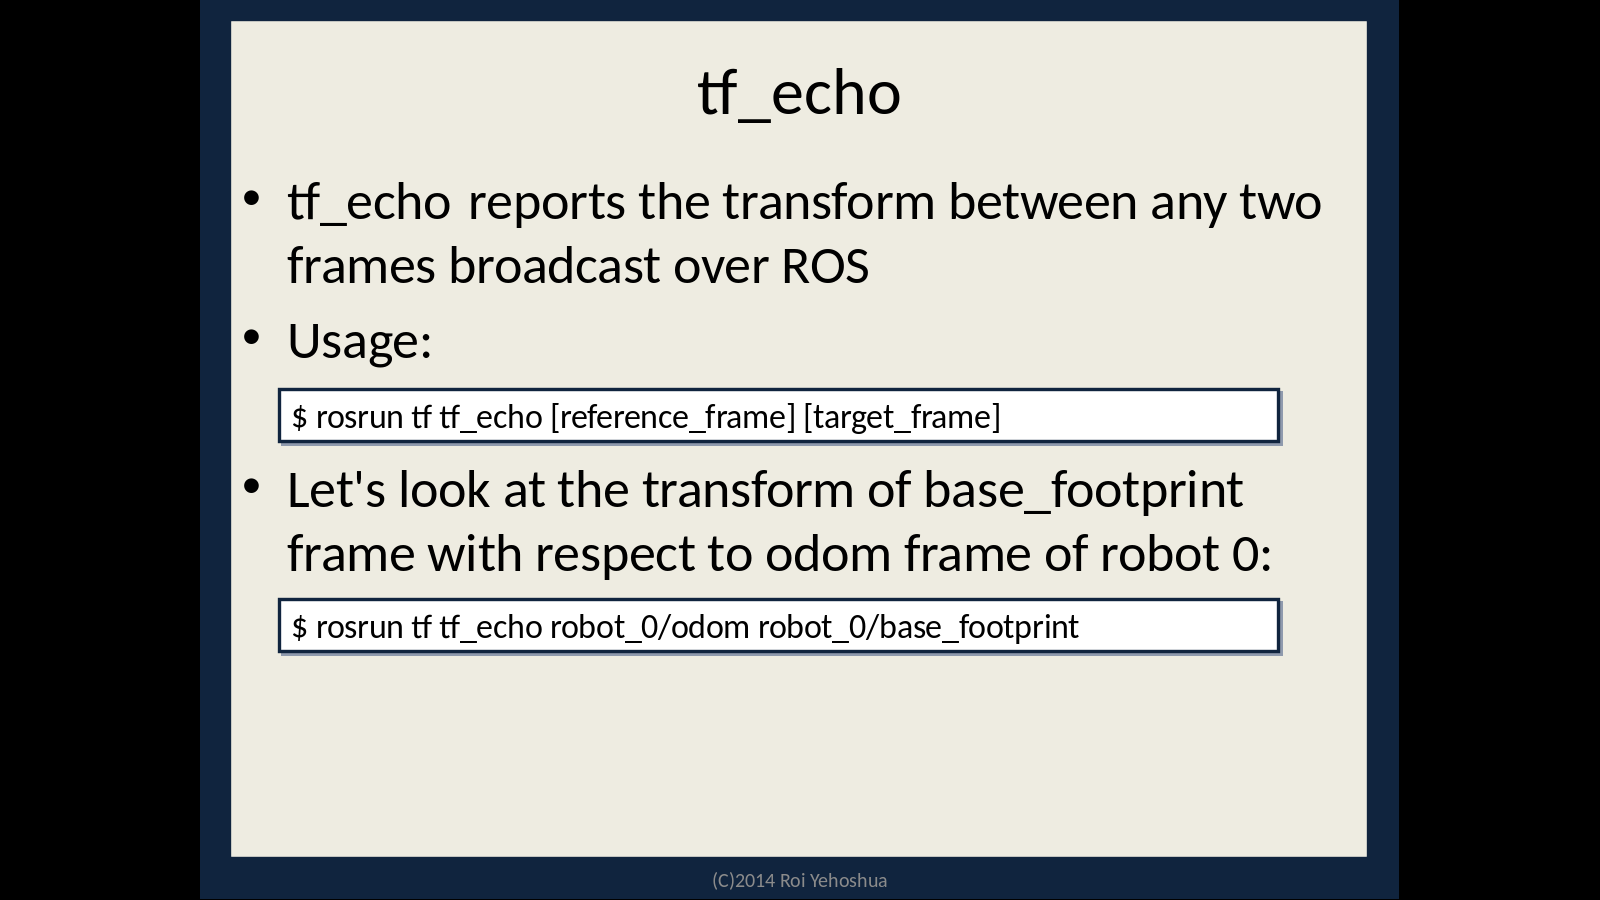 tf_echo
• tf_echo reports the transform between any two
frames broadcast over ROS
• Usage:
$ rosrun tf tf_echo [reference_frame] [target_frame]
• Let's look at the transform of base_footprint
frame with respect to odom frame of robot 0:
$ rosrun tf tf_echo robot_0/odom robot_0/base_footprint
(C)2014 Roi Yehoshua